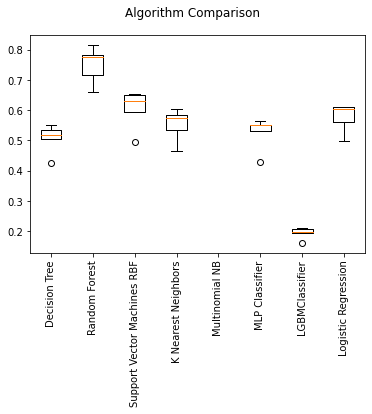 Algorithm Comparison
0.8
0.7
0.6
0.5
0.4
0.3
0.2
Decision Tree
Random Forest
Support Vector Machines RBF
K Nearest Neighbors
Multinomial NB
MLP Classifier
LGBMClassifier
Logistic Regression